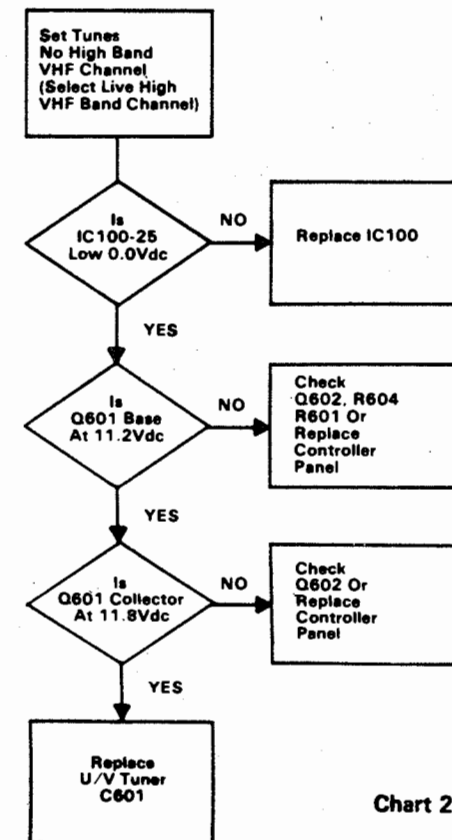 Set Tunes
No High Band
VHF Channel
(Select Live High
VHF Band Channel)
Is
IC100-25
Low 0.0Vdc
NO
Replace IC100
YES
Is
Q601 Base
At 11.2Vdc
NO
Check
Q602, R604
R601 Or
Replace
Controller
Panel
YES
Is
Q601 Collector
At 11.8Vdc
NO
Check
Q602 Or
Replace
Controller
Panel
YES
Replace
U/V Tuner
C601
Chart 2